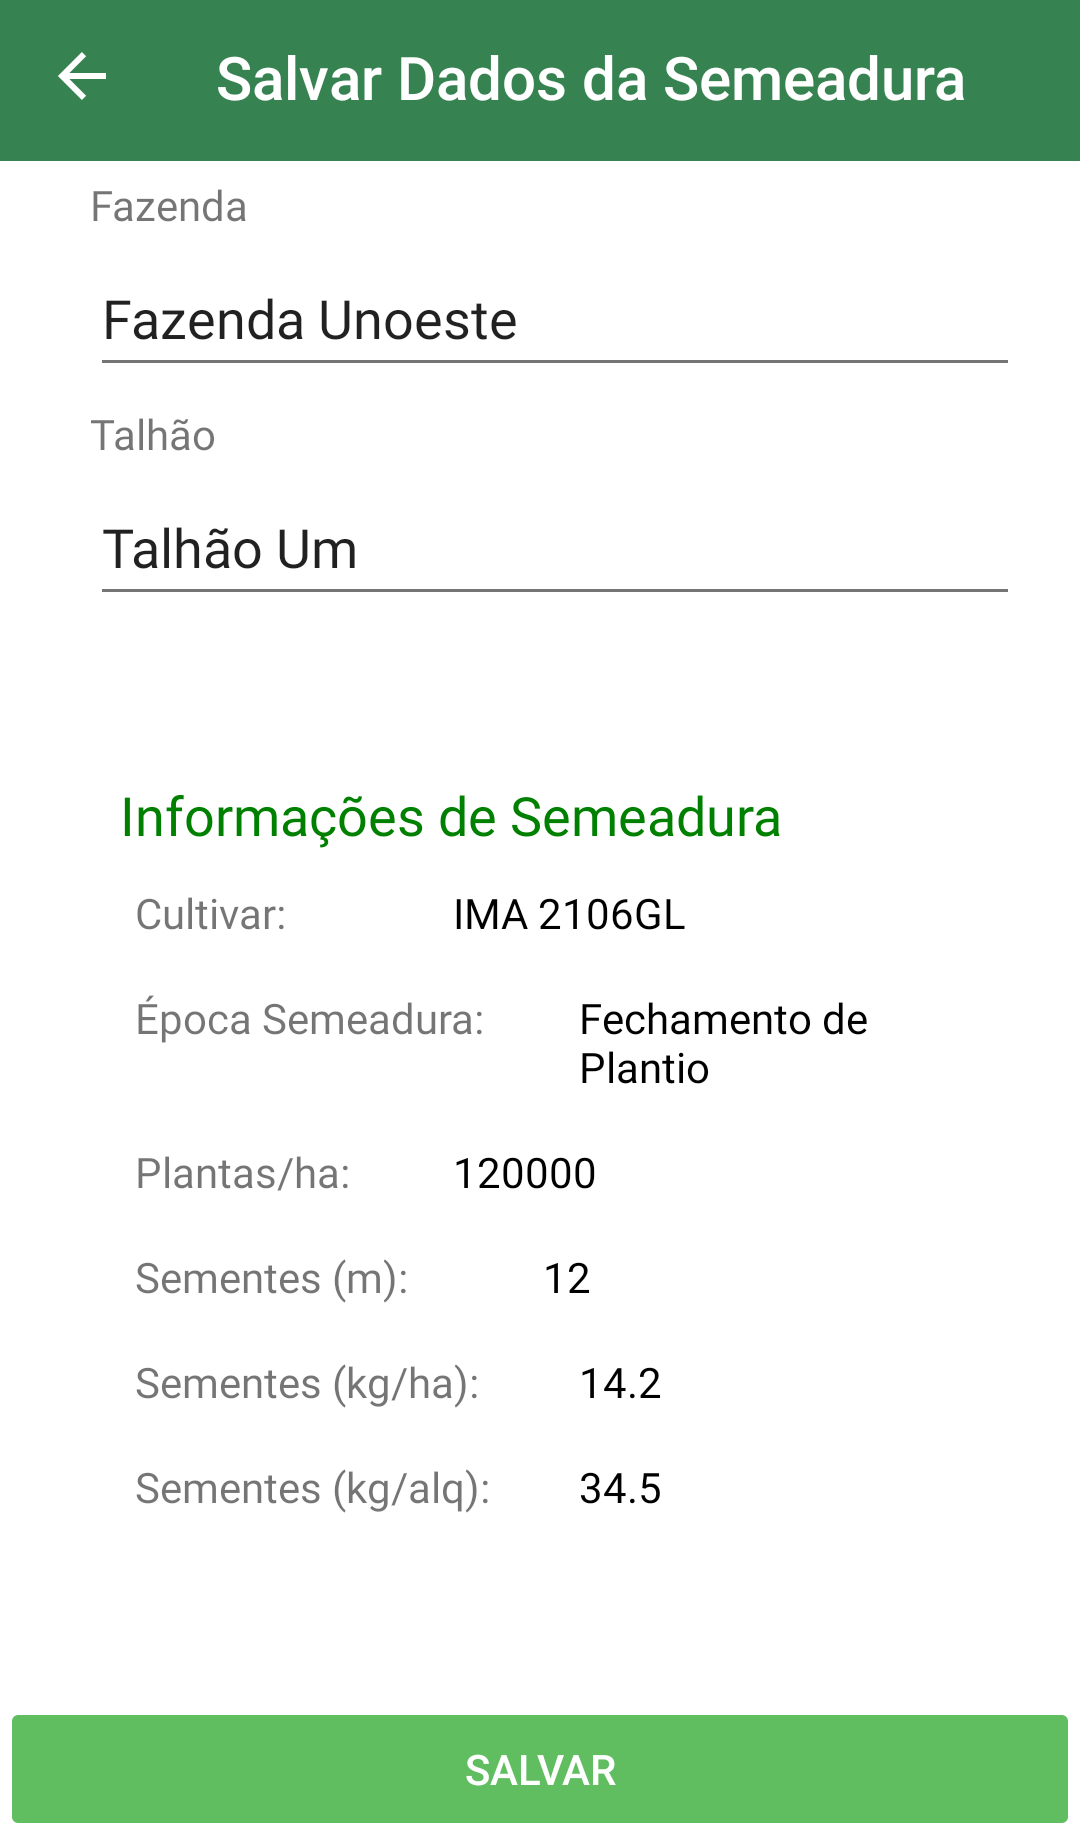 Salvar Dados da Semeadura
Fazenda
Fazenda Unoeste
Talhão
Talhão Um
Informações de Semeadura
Cultivar: IMA 2106GL
Época Semeadura: Fechamento de
Plantio
Plantas/ha: 120000
Sementes (m): 12
Sementes (kg/ha): 14.2
Sementes (kg/alq): 34.5
SALVAR